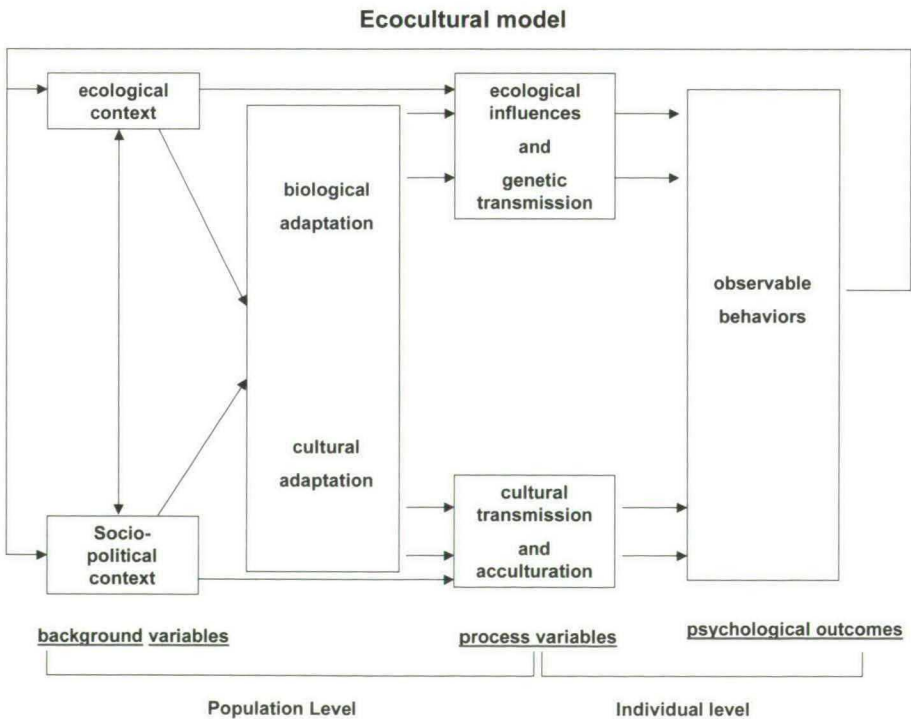 Ecocultural model
ecological
context
ecological
influences
and
genetic
transmission
biological
adaptation
observable
behaviors
cultural
adaptation
Socio-
political
context
cultural
transmission
and
acculturation
background variables
process variables
psychological outcomes
Population Level
Individual level